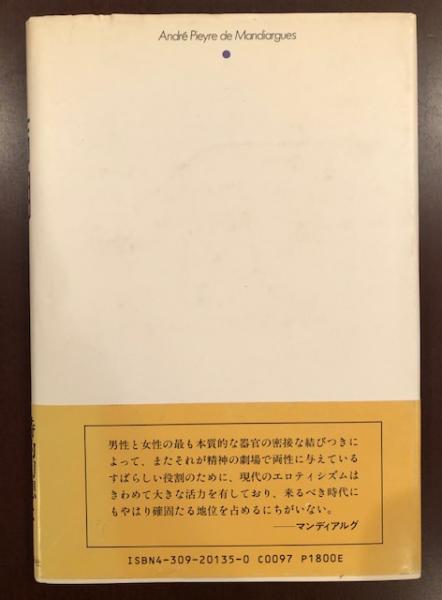 André Pieyre de Mandiargues
男性と女性の最も本質的な器官の密接な結びつきに
よって、またそれが精神の劇場で両性に与えている
すばらしい役割のために、現代のエロティシズムは
きわめて大きな活力を有しており、来るべき時代に
もやはり確固たる地位を占めるにちがいない。
──マンディアルグ
ISBN4-309-20135-0 C0097 P1800E